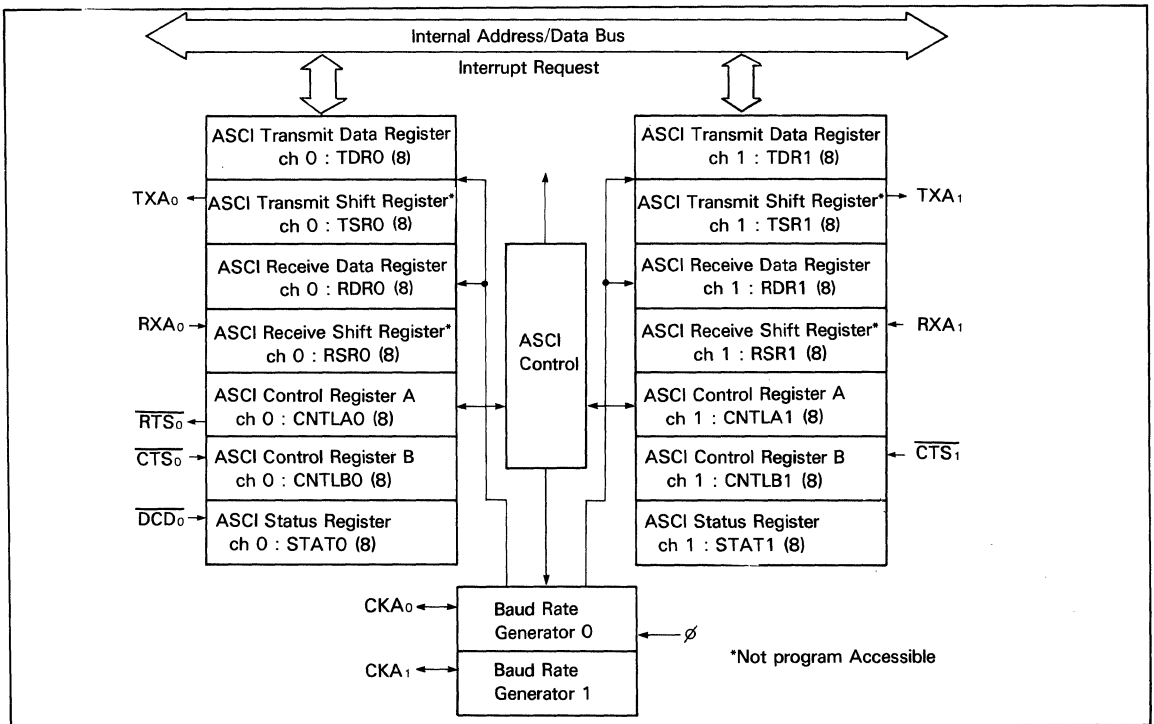 Internal Address/Data Bus
Interrupt Request
ASCI Transmit Data Register
ch 0 : TDR0 (8)
TXA₀
ASCI Transmit Shift Register*
ch 0 : TSR0 (8)
ASCI Receive Data Register
ch 0 : RDR0 (8)
RXA₀
ASCI Receive Shift Register*
ch 0 : RSR0 (8)
ASCI Control Register A
ch 0 : CNTLA0 (8)
RTS₀
CTS₀
ASCI Control Register B
ch 0 : CNTLB0 (8)
DCD₀
ASCI Status Register
ch 0 : STAT0 (8)
ASCI
Control
ASCI Transmit Data Register
ch 1 : TDR1 (8)
ASCI Transmit Shift Register*
ch 1 : TSR1 (8)
TXA₁
ASCI Receive Data Register
ch 1 : RDR1 (8)
ASCI Receive Shift Register*
ch 1 : RSR1 (8)
RXA₁
ASCI Control Register A
ch 1 : CNTLA1 (8)
ASCI Control Register B
ch 1 : CNTLB1 (8)
CTS₁
ASCI Status Register
ch 1 : STAT1 (8)
CKA₀
Baud Rate
Generator 0
ø
CKA₁
Baud Rate
Generator 1
*Not program Accessible